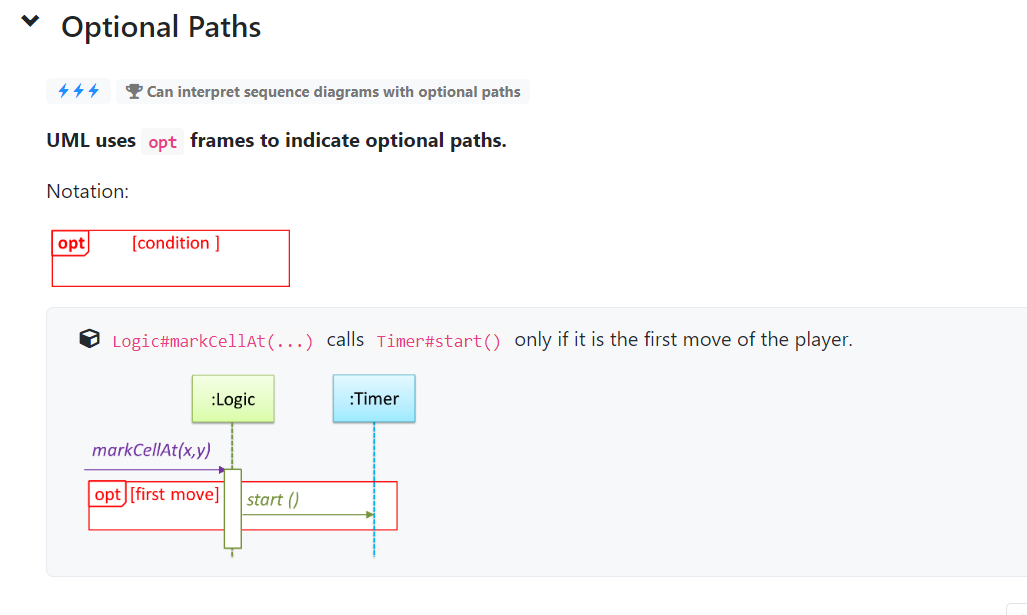 Optional Paths
Can interpret sequence diagrams with optional paths
UML uses opt frames to indicate optional paths.
Notation:
opt [condition ]
Logic#markCellAt(...) calls Timer#start() only if it is the first move of the player.
:Logic :Timer
markCellAt(x,y)
opt [first move] start ()